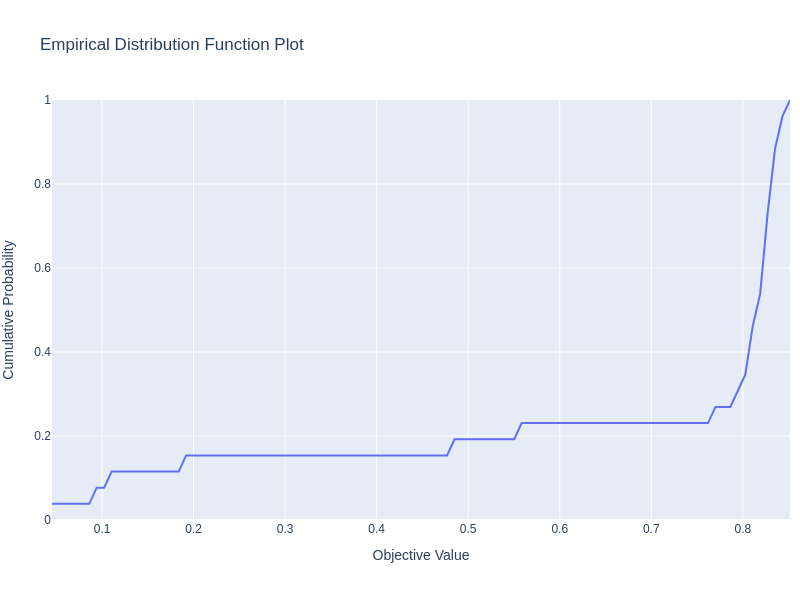 Empirical Distribution Function Plot
1
0.8
0.6
0.4
0.2
0
Cumulative Probability
0.1 0.2 0.3 0.4 0.5 0.6 0.7 0.8
Objective Value